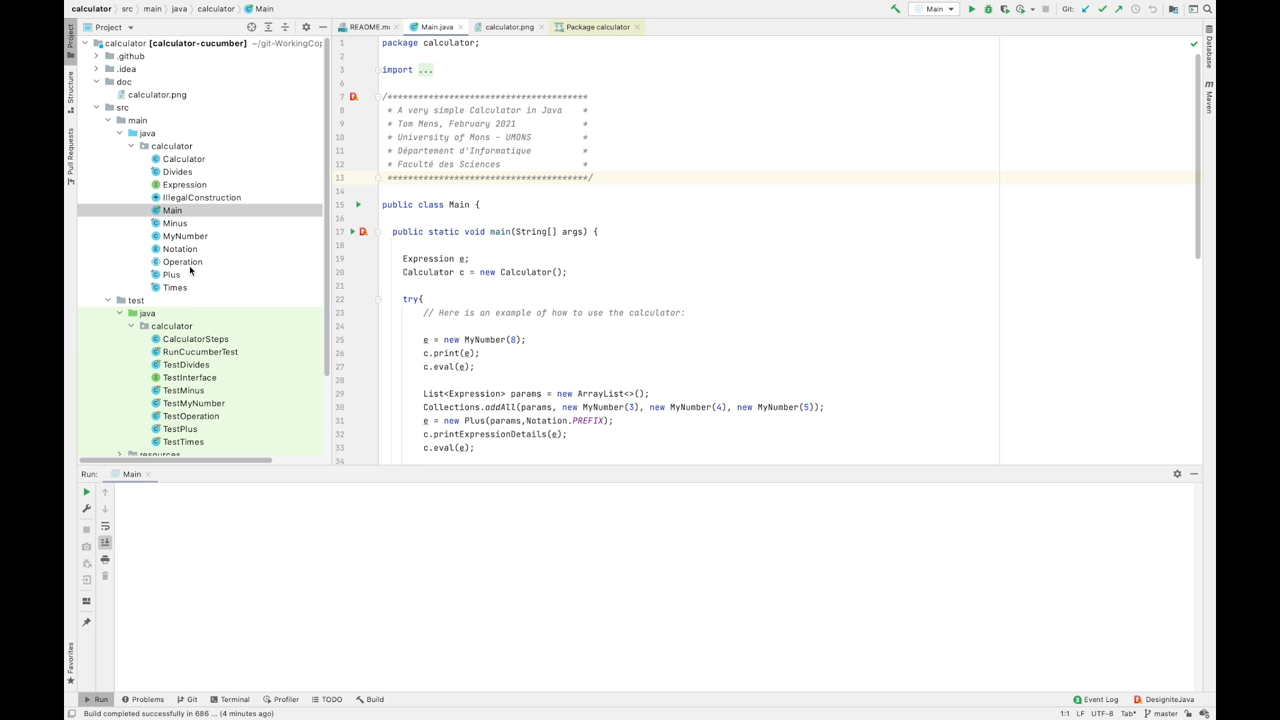 calculator › src › main › java › calculator › Main
Main
Git:
Project
README.m
Main.java
calculator.png
Package calculator
calculator [calculator-cucumber] ~/git-WorkingCop
.github
.idea
doc
calculator.png
src
main
java
calculator
Calculator
Divides
Expression
IllegalConstruction
Main
Minus
MyNumber
Notation
Operation
Plus
Times
test
java
calculator
CalculatorSteps
RunCucumberTest
TestDivides
TestInterface
TestMinus
TestMyNumber
TestOperation
TestPlus
TestTimes
resources
Project
Structure
Pull Requests
Favorites
1 package calculator;
2
3 import ...
6
7 /***************************************
8 * A very simple Calculator in Java *
9 * Tom Mens, February 2021 *
10 * University of Mons - UMONS *
11 * Département d'Informatique *
12 * Faculté des Sciences *
13 ***************************************/
14
15 public class Main {
16
17 public static void main(String[] args) {
18
19 Expression e;
20 Calculator c = new Calculator();
21
22 try{
23 // Here is an example of how to use the calculator:
24
25 e = new MyNumber(8);
26 c.print(e);
27 c.eval(e);
28
29 List<Expression> params = new ArrayList<>();
30 Collections.addAll(params, new MyNumber(3), new MyNumber(4), new MyNumber(5));
31 e = new Plus(params,Notation.PREFIX);
32 c.printExpressionDetails(e);
33 c.eval(e);
34
Database
Maven
Run: Main
Run Problems Git Terminal Profiler TODO Build Event Log DesigniteJava
Build completed successfully in 686 ... (4 minutes ago) 1:1 LF UTF-8 Tab* master